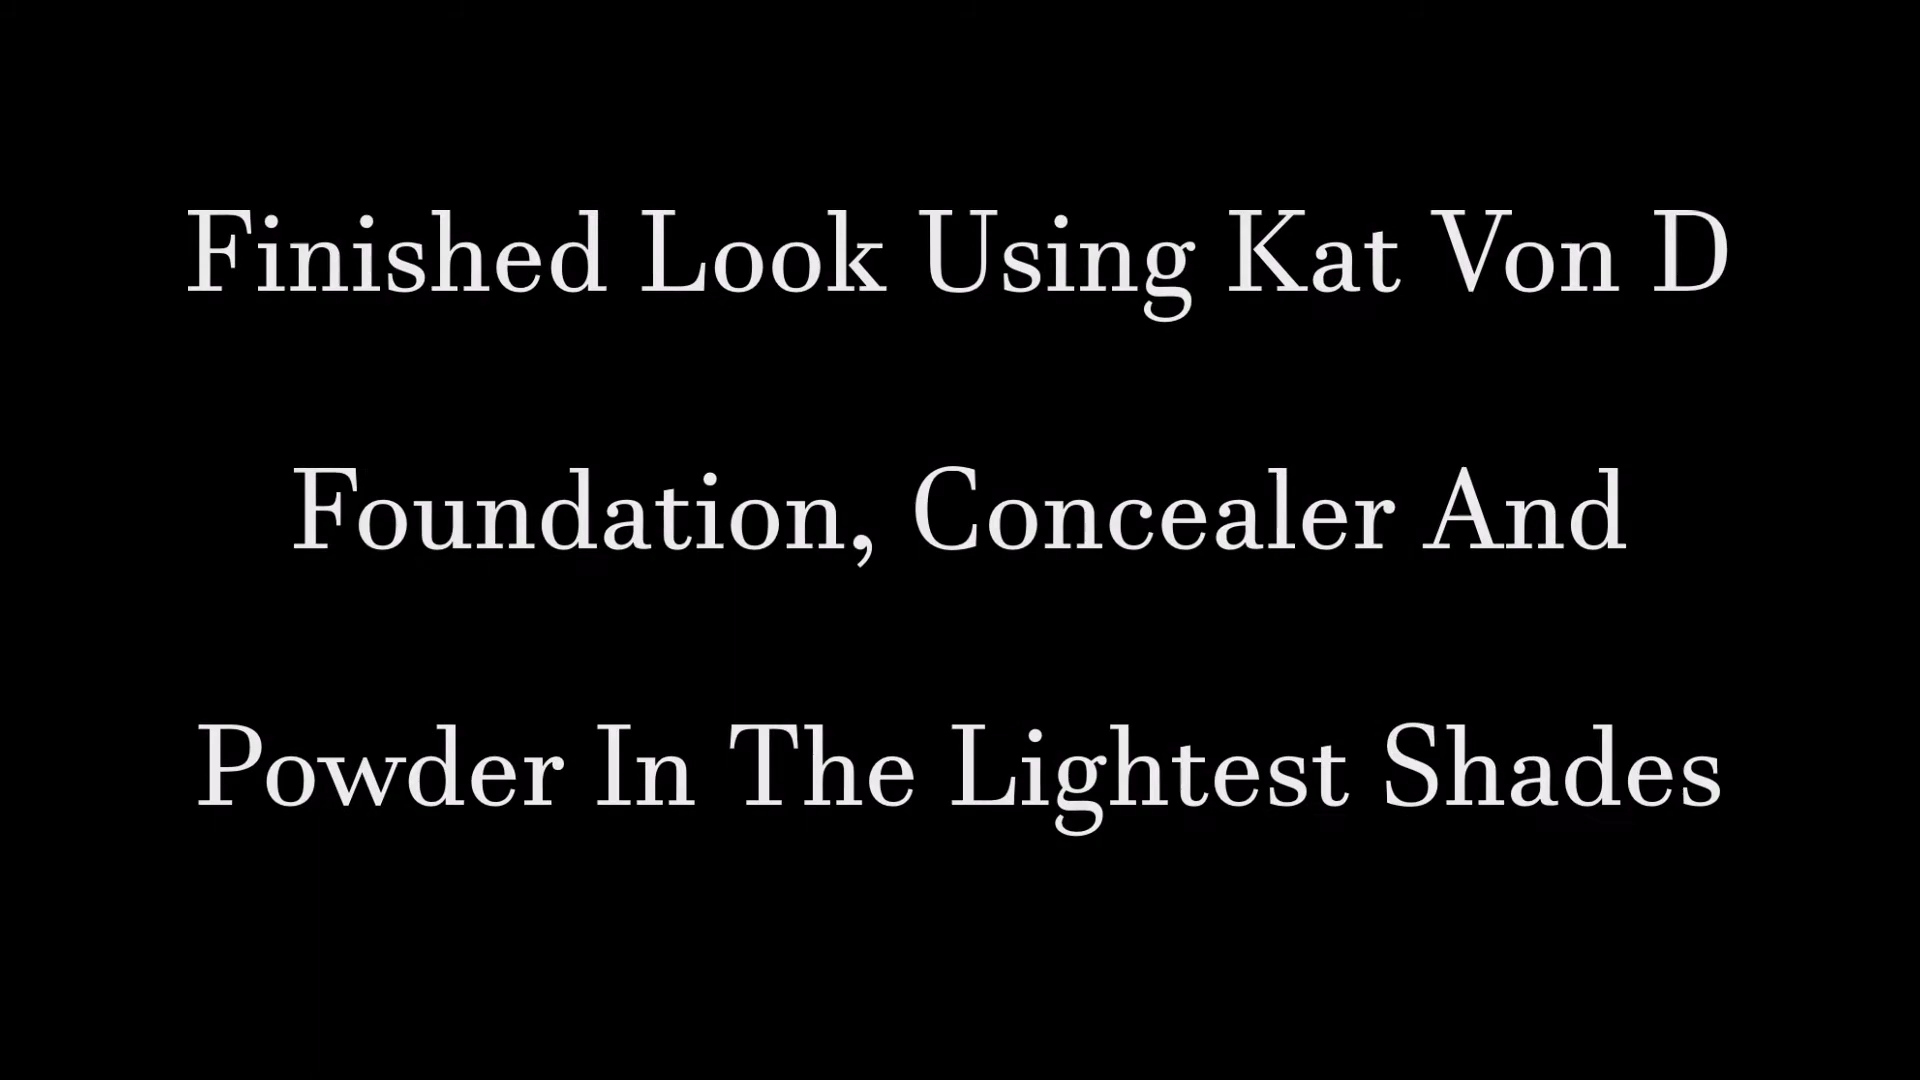 Finished Look Using Kat Von D
Foundation, Concealer And
Powder In The Lightest Shades